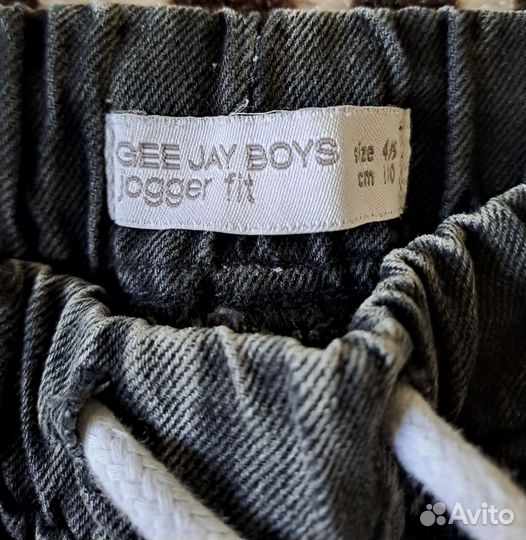 GEE JAY BOYS
jogger fit
size 4/5
cm 110
Avito